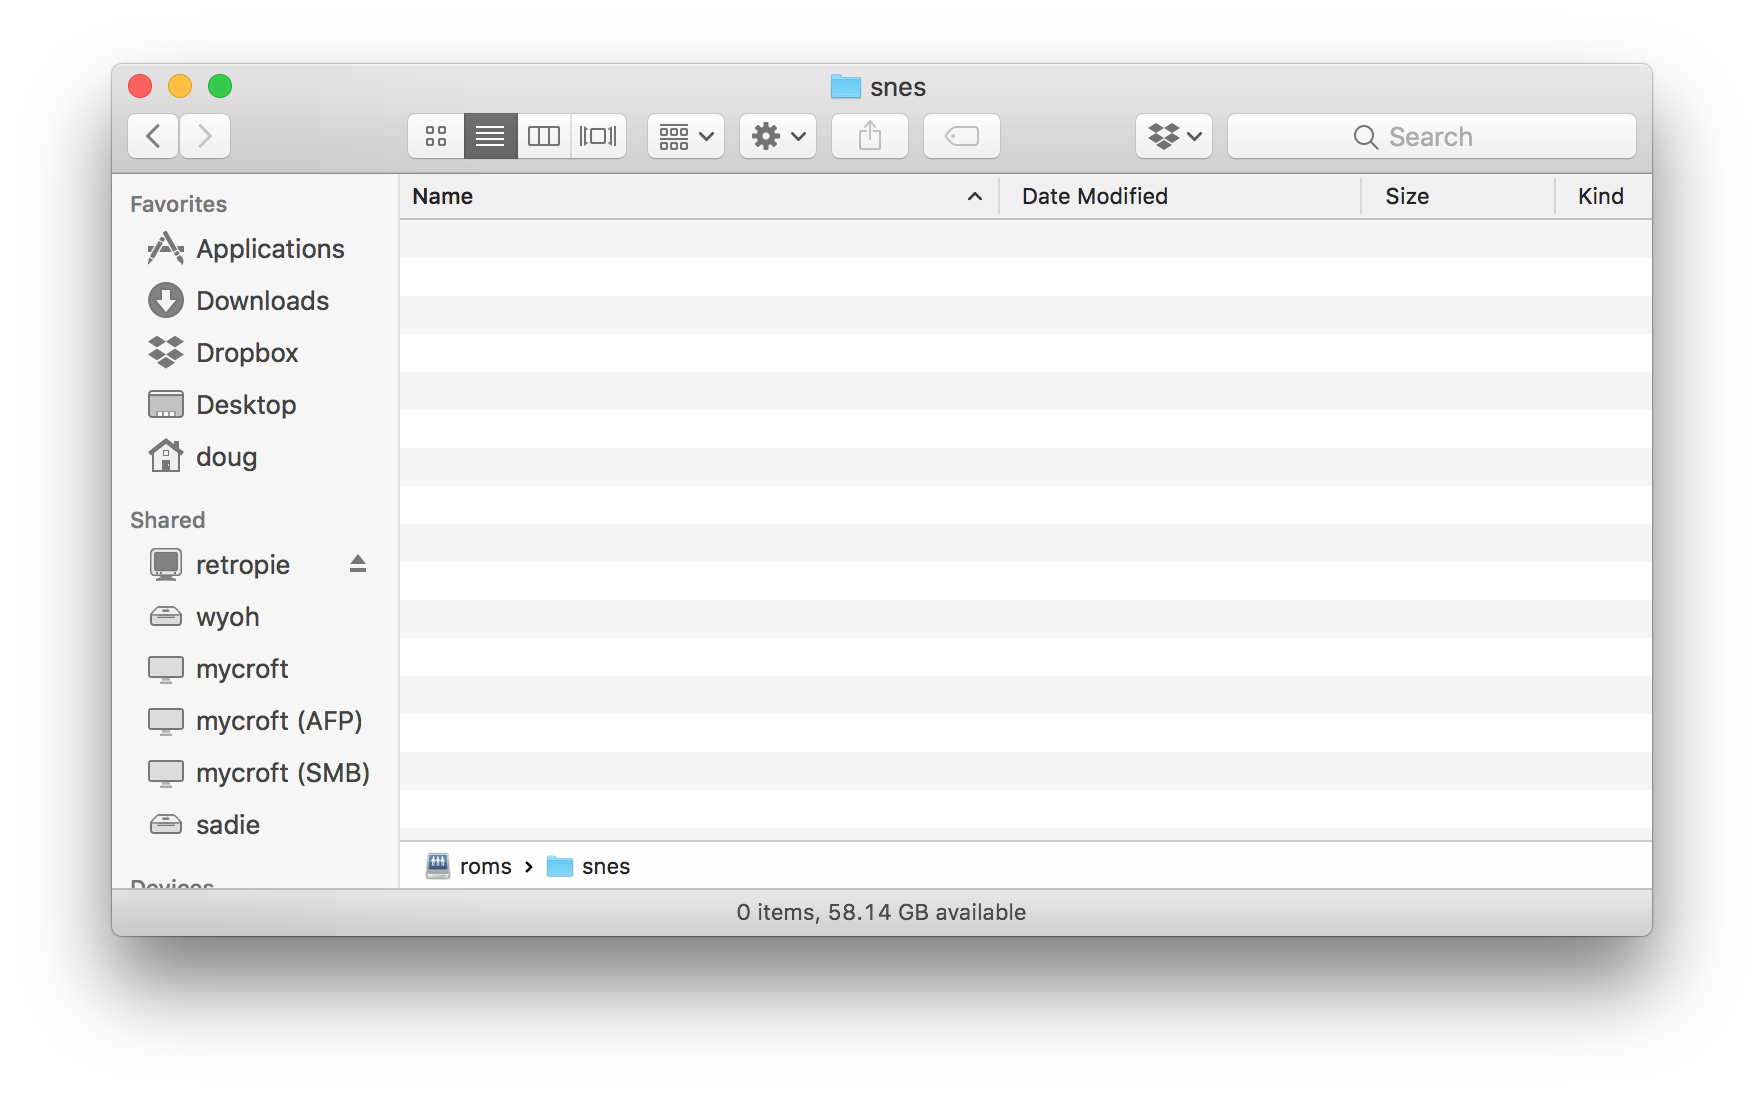 snes
Search
Favorites
Applications
Downloads
Dropbox
Desktop
doug
Shared
retropie
wyoh
mycroft
mycroft (AFP)
mycroft (SMB)
sadie
Devices
Name Date Modified Size Kind
roms › snes
0 items, 58.14 GB available